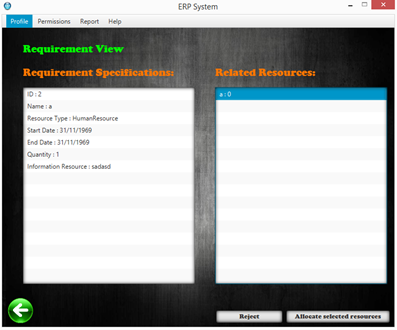 ERP System
Profile Permissions Report Help
Requirement View
Requirement Specifications:
ID : 2
Name : a
Resource Type : HumanResource
Start Date : 31/11/1969
End Date : 31/11/1969
Quantity : 1
Information Resource : sadasd
Related Resources:
a : 0
Reject
Allocate selected resources